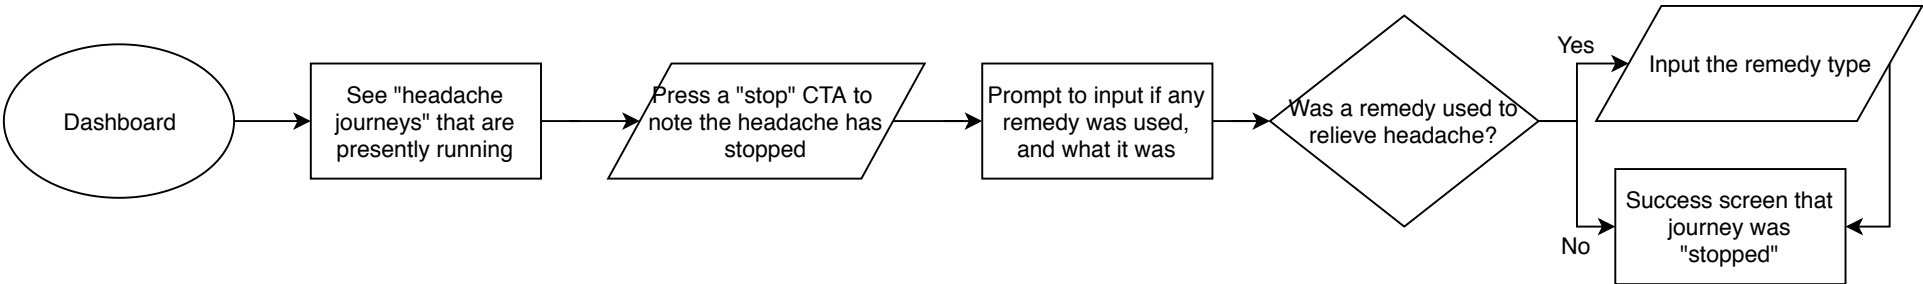 Dashboard
See "headache
journeys" that are
presently running
Press a "stop" CTA to
note the headache has
stopped
Prompt to input if any
remedy was used,
and what it was
Was a remedy used to
relieve headache?
Yes
Input the remedy type
No
Success screen that
journey was
"stopped"